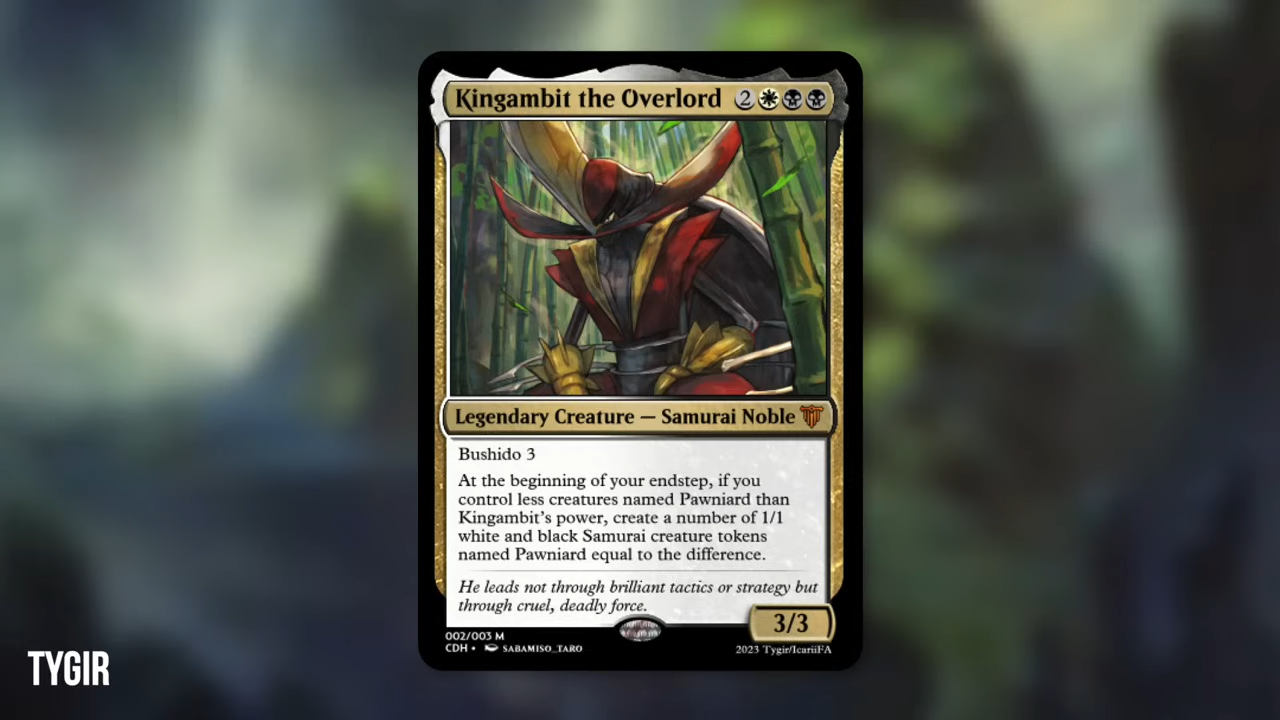 Kingambit the Overlord 2
Legendary Creature — Samurai Noble
Bushido 3
At the beginning of your endstep, if you
control less creatures named Pawniard than
Kingambit's power, create a number of 1/1
white and black Samurai creature tokens
named Pawniard equal to the difference.
He leads not through brilliant tactics or strategy but
through cruel, deadly force.
3/3
002/003 M
CDH • SABAMISO_TARO
2023 Tygir/IcariiFA
TYGIR